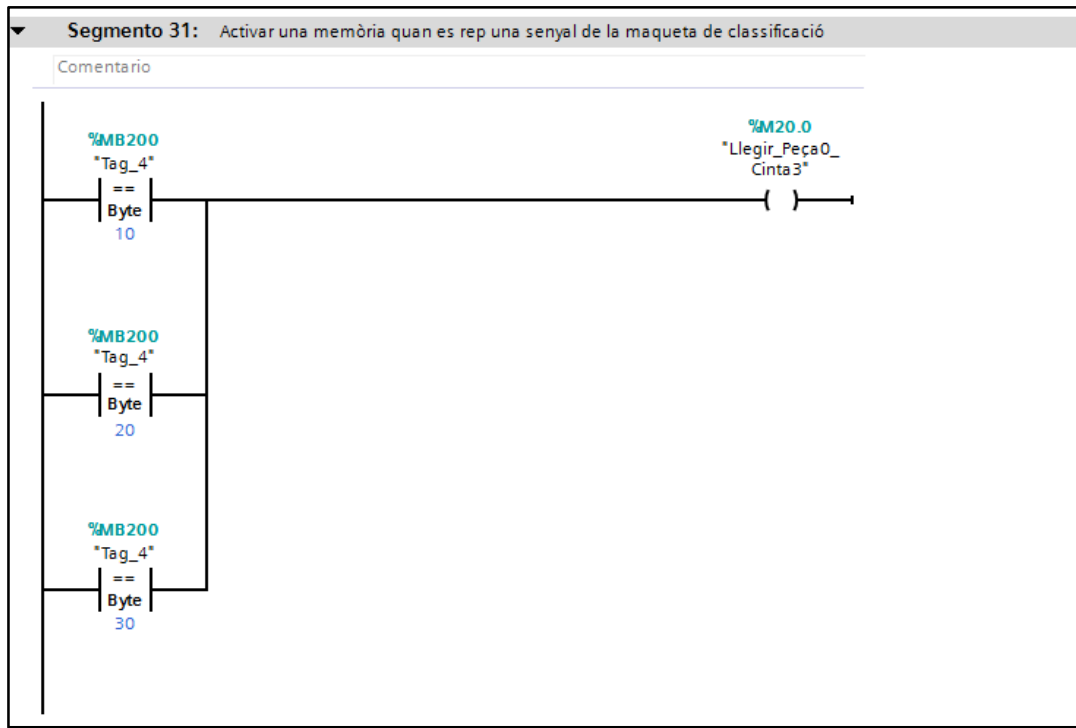 Segmento 31: Activar una memòria quan es rep una senyal de la maqueta de classificació
Comentario
%MB200
"Tag_4"
==
Byte
10
%M20.0
"Llegir_Peça0_
Cinta3"
( )
%MB200
"Tag_4"
==
Byte
20
%MB200
"Tag_4"
==
Byte
30